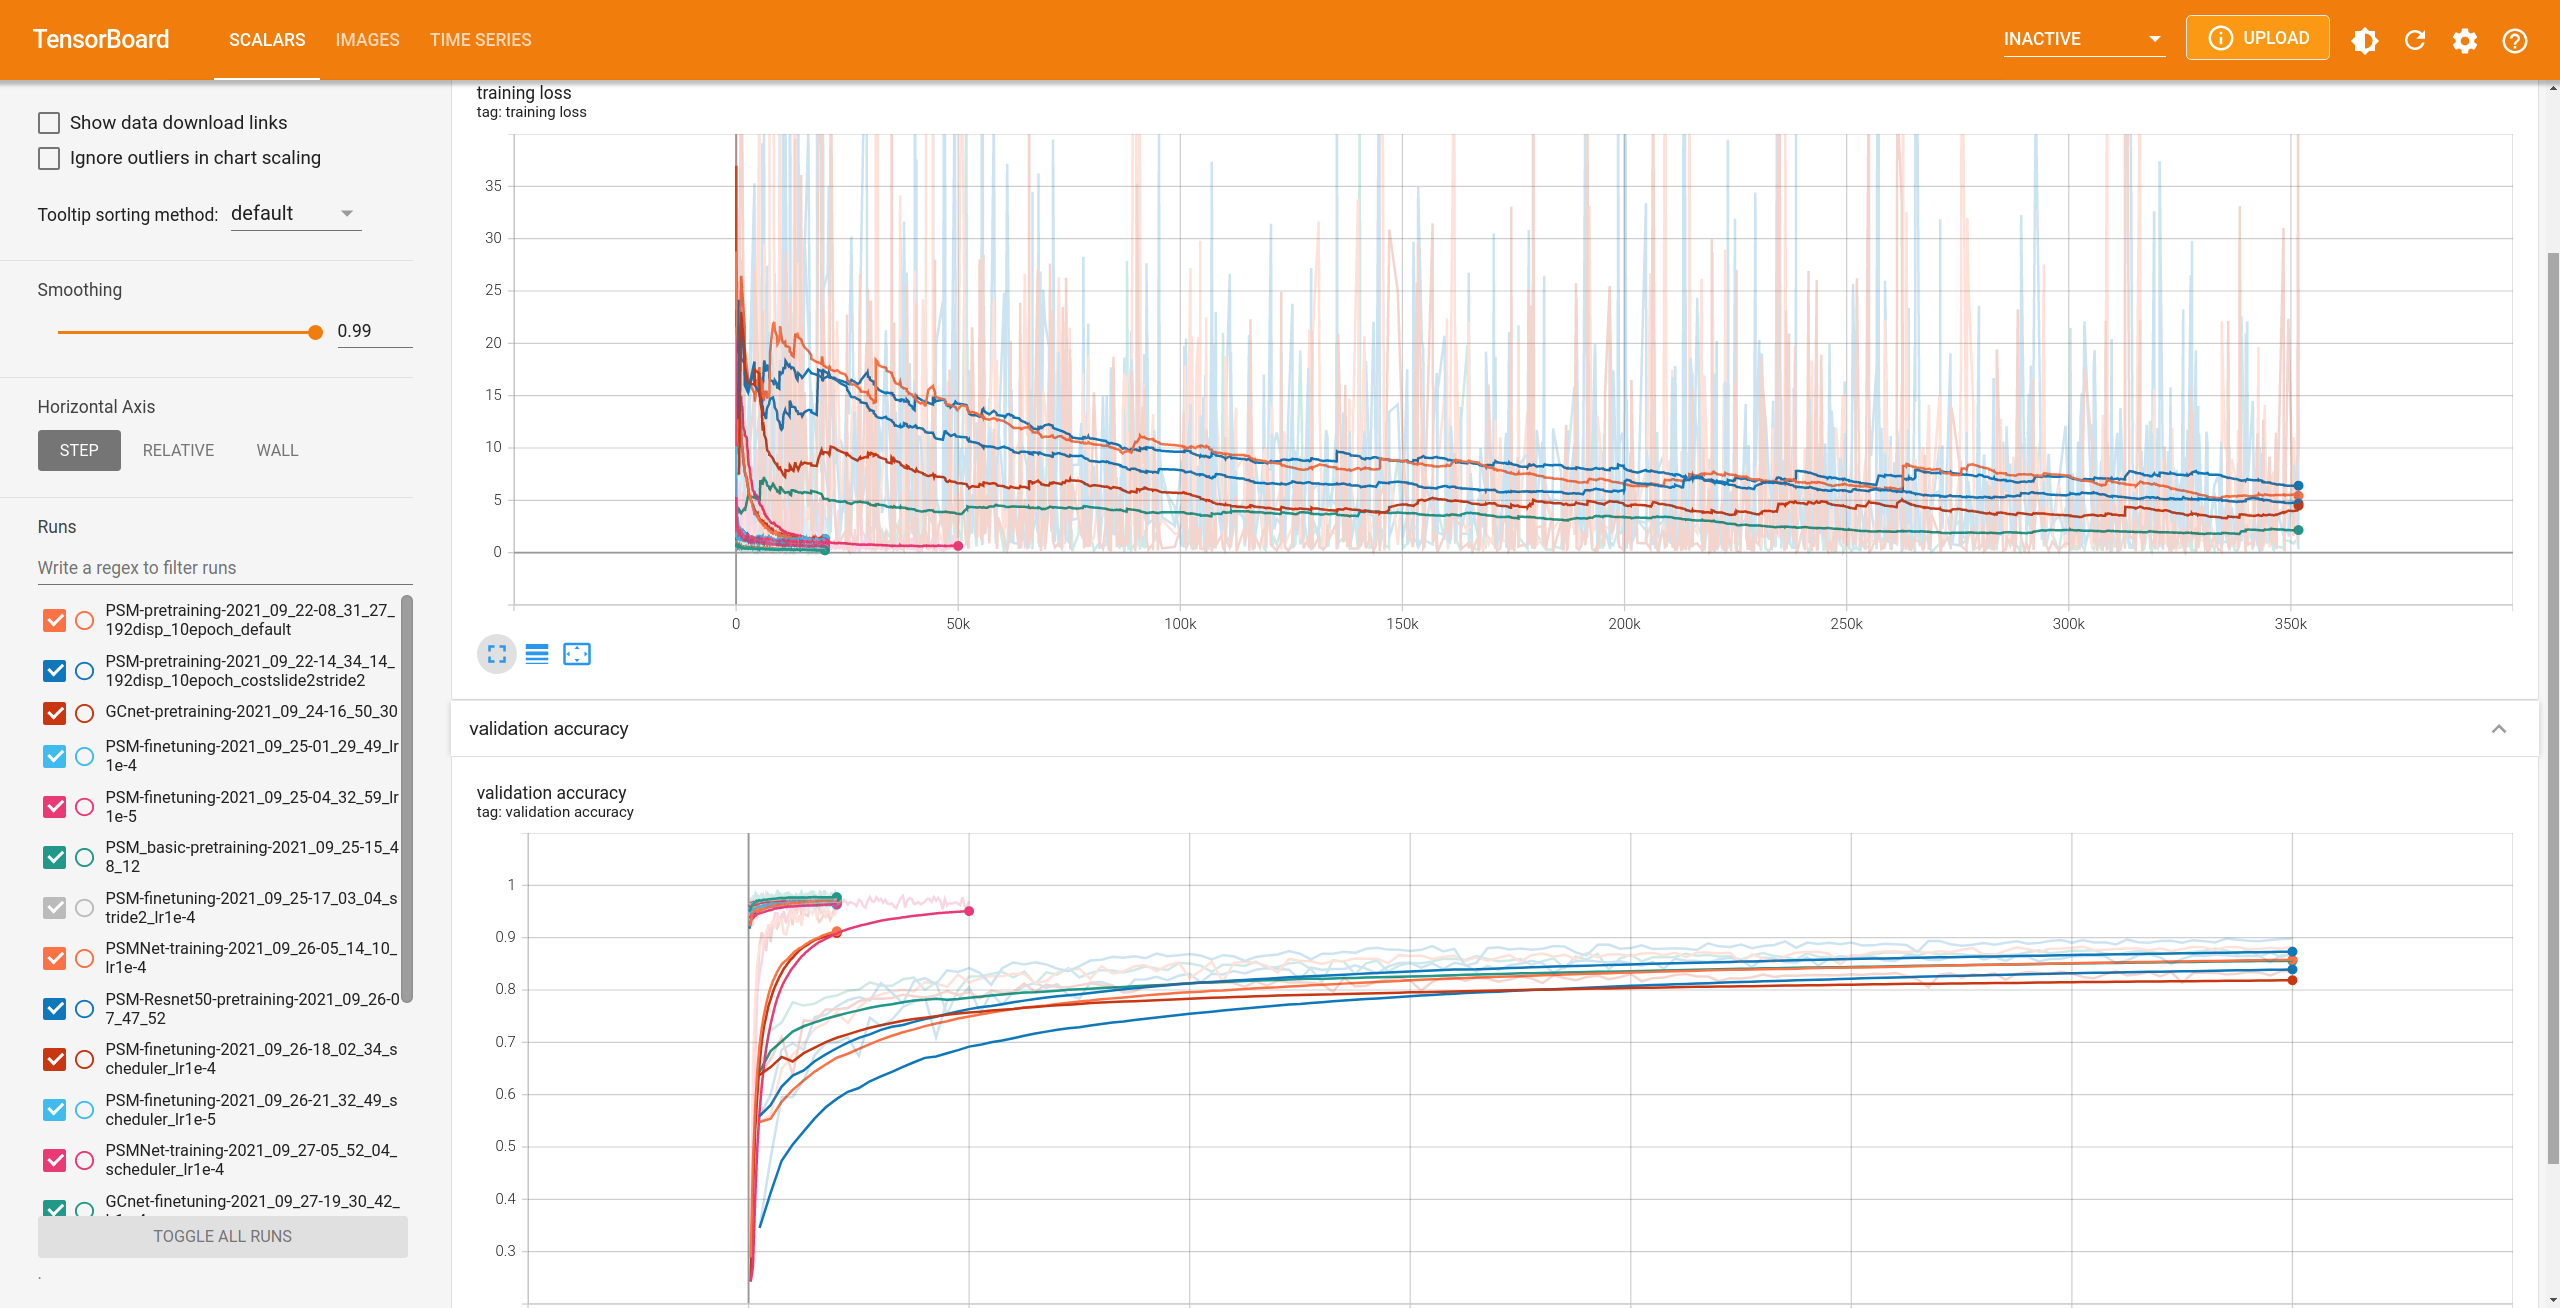 TensorBoard
SCALARS IMAGES TIME SERIES
INACTIVE
UPLOAD
Show data download links
Ignore outliers in chart scaling
Tooltip sorting method: default
Smoothing
0.99
Horizontal Axis
STEP RELATIVE WALL
Runs
Write a regex to filter runs
PSM-pretraining-2021_09_22-08_31_27_
192disp_10epoch_default
PSM-pretraining-2021_09_22-14_34_14_
192disp_10epoch_costslide2stride2
GCnet-pretraining-2021_09_24-16_50_30
PSM-finetuning-2021_09_25-01_29_49_lr
1e-4
PSM-finetuning-2021_09_25-04_32_59_lr
1e-5
PSM_basic-pretraining-2021_09_25-15_4
8_12
PSM-finetuning-2021_09_25-17_03_04_s
tride2_lr1e-4
PSMNet-training-2021_09_26-05_14_10_
lr1e-4
PSM-Resnet50-pretraining-2021_09_26-0
7_47_52
PSM-finetuning-2021_09_26-18_02_34_s
cheduler_lr1e-4
PSM-finetuning-2021_09_26-21_32_49_s
cheduler_lr1e-5
PSMNet-training-2021_09_27-05_52_04_
scheduler_lr1e-4
GCnet-finetuning-2021_09_27-19_30_42_
TOGGLE ALL RUNS
.
training loss
tag: training loss
35
30
25
20
15
10
5
0
0 50k 100k 150k 200k 250k 300k 350k
validation accuracy
validation accuracy
tag: validation accuracy
1
0.9
0.8
0.7
0.6
0.5
0.4
0.3